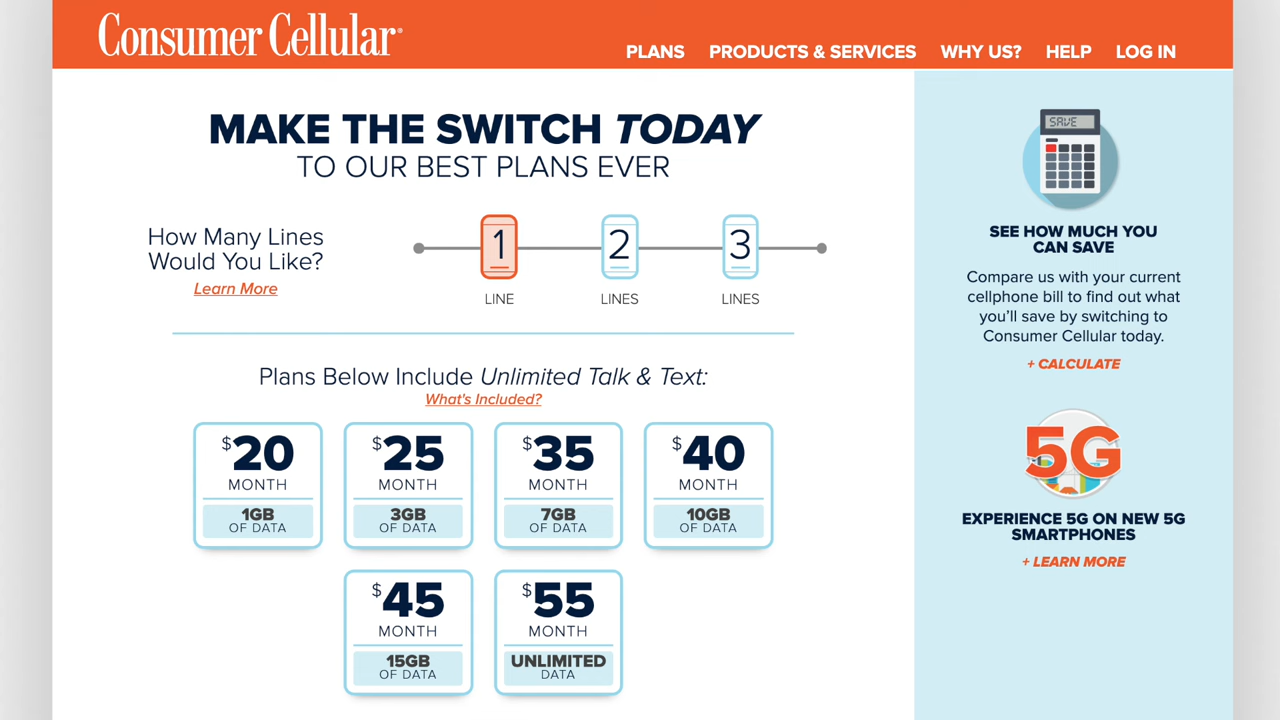 Consumer Cellular®
PLANS PRODUCTS & SERVICES WHY US? HELP LOG IN
MAKE THE SWITCH TODAY
TO OUR BEST PLANS EVER
How Many Lines
Would You Like?
Learn More
1
LINE
2
LINES
3
LINES
Plans Below Include Unlimited Talk & Text:
What's Included?
$20
MONTH
1GB
OF DATA
$25
MONTH
3GB
OF DATA
$35
MONTH
7GB
OF DATA
$40
MONTH
10GB
OF DATA
$45
MONTH
15GB
OF DATA
$55
MONTH
UNLIMITED
DATA
SAVE
SEE HOW MUCH YOU
CAN SAVE
Compare us with your current
cellphone bill to find out what
you'll save by switching to
Consumer Cellular today.
+ CALCULATE
5G
EXPERIENCE 5G ON NEW 5G
SMARTPHONES
+ LEARN MORE